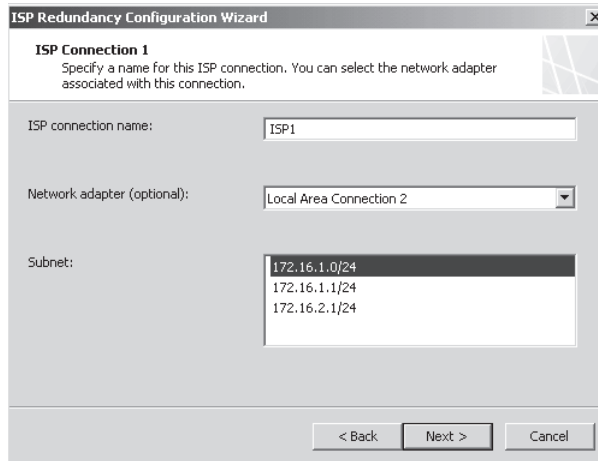 ISP Redundancy Configuration Wizard
ISP Connection 1
Specify a name for this ISP connection. You can select the network adapter
associated with this connection.
ISP connection name:
ISP1
Network adapter (optional):
Local Area Connection 2
Subnet:
172.16.1.0/24
172.16.1.1/24
172.16.2.1/24
< Back
Next >
Cancel